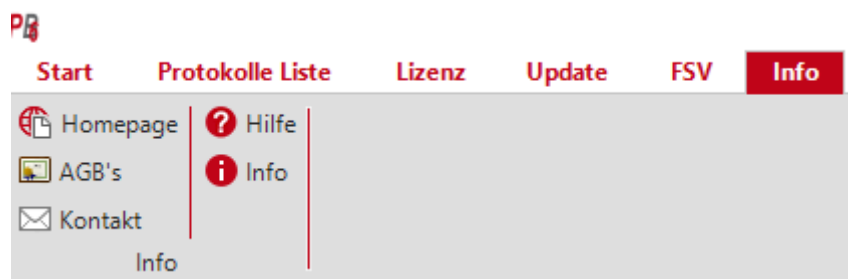 Start Protokolle Liste Lizenz Update FSV Info
Homepage Hilfe
AGB's Info
Kontakt
Info